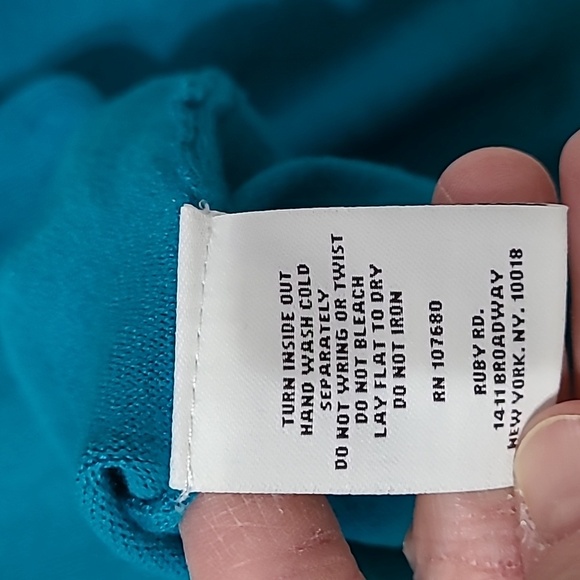 TURN INSIDE OUT
HAND WASH COLD
SEPARATELY
DO NOT WRING OR TWIST
DO NOT BLEACH
LAY FLAT TO DRY
DO NOT IRON
RN 107680
RUBY RD.
1411 BROADWAY
NEW YORK. NY. 10018